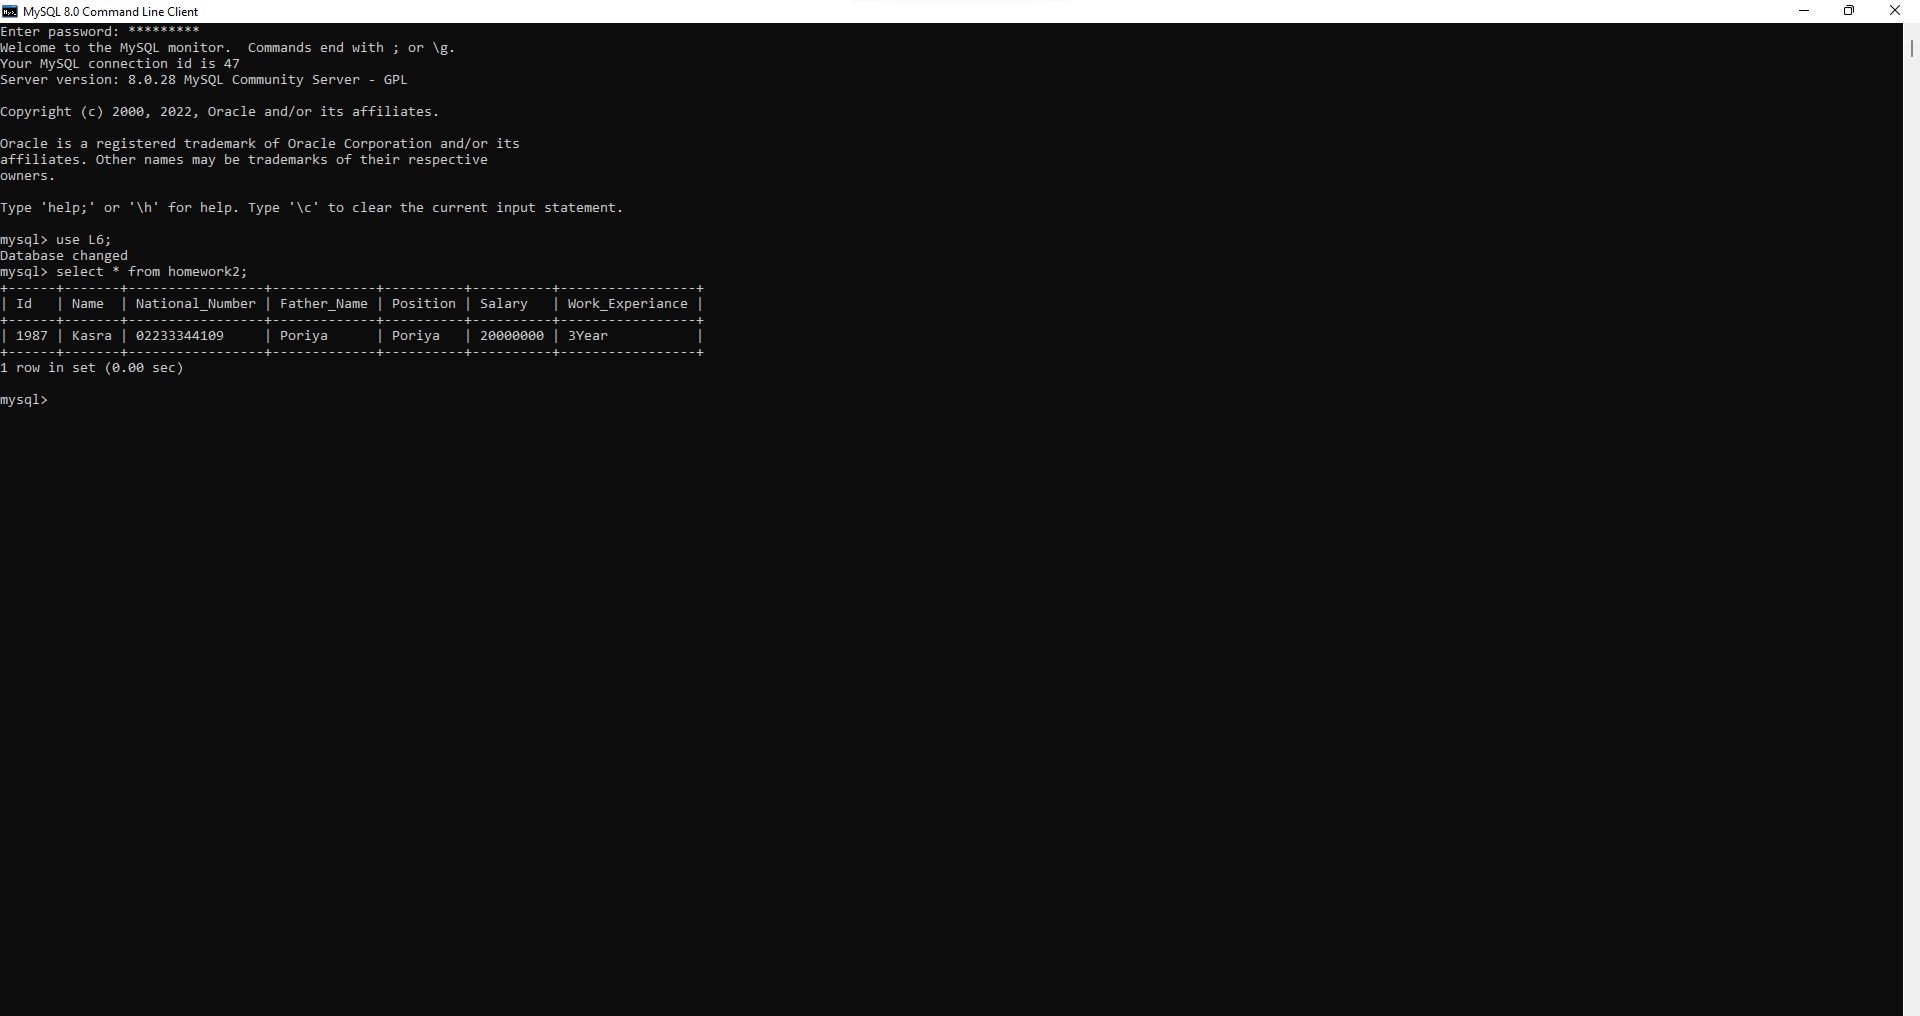 MySQL 8.0 Command Line Client
Enter password: *********
Welcome to the MySQL monitor.  Commands end with ; or \g.
Your MySQL connection id is 47
Server version: 8.0.28 MySQL Community Server - GPL
Copyright (c) 2000, 2022, Oracle and/or its affiliates.
Oracle is a registered trademark of Oracle Corporation and/or its
affiliates. Other names may be trademarks of their respective
owners.
Type 'help;' or '\h' for help. Type '\c' to clear the current input statement.
mysql> use L6;
Database changed
mysql> select * from homework2;
+------+-------+-----------------+-------------+----------+----------+-----------------+
| Id   | Name  | National_Number | Father_Name | Position | Salary   | Work_Experiance |
+------+-------+-----------------+-------------+----------+----------+-----------------+
| 1987 | Kasra | 02233344109     | Poriya      | Poriya   | 20000000 | 3Year           |
+------+-------+-----------------+-------------+----------+----------+-----------------+
1 row in set (0.00 sec)
mysql>